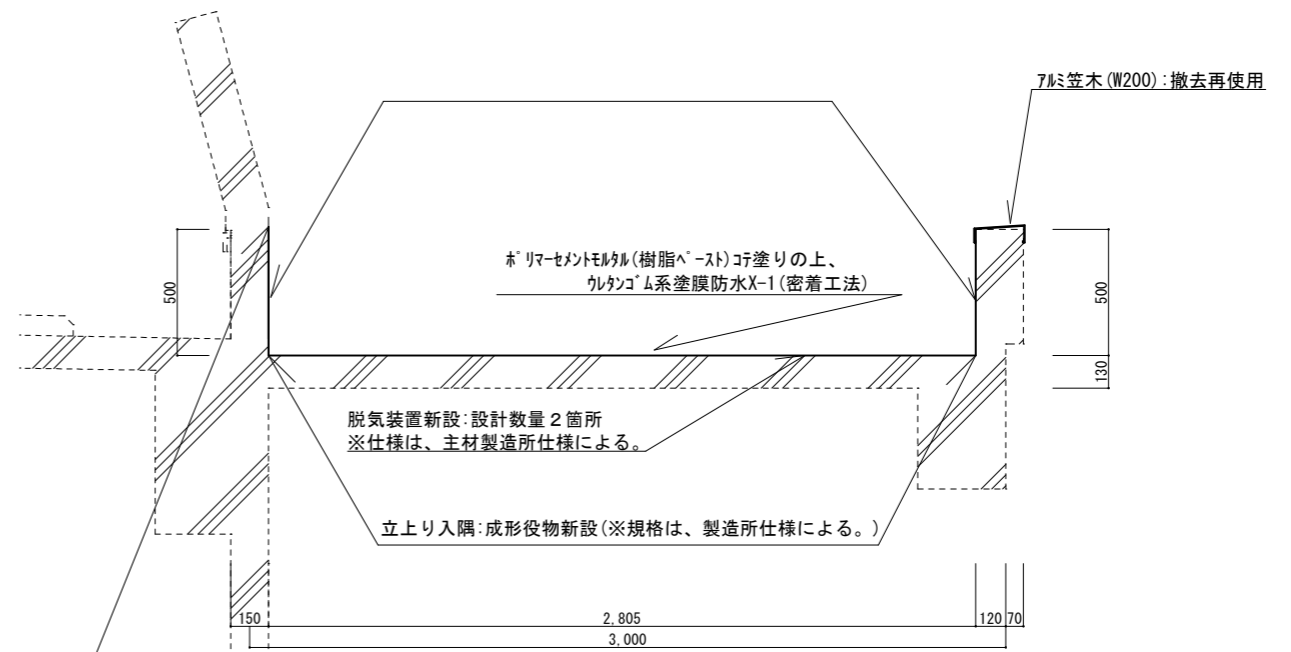 ｱﾙﾐ笠木(W200):撤去再使用
ﾎﾟﾘﾏｰｾﾒﾝﾄﾓﾙﾀﾙ(樹脂ﾍﾟｰｽﾄ)ｺﾃ塗りの上、
ｳﾚﾀﾝｺﾞﾑ系塗膜防水X-1(密着工法)
500
500
130
脱気装置新設:設計数量２箇所
※仕様は、主材製造所仕様による。
立上り入隅:成形役物新設(※規格は、製造所仕様による。)
150
2,805
120
70
3,000